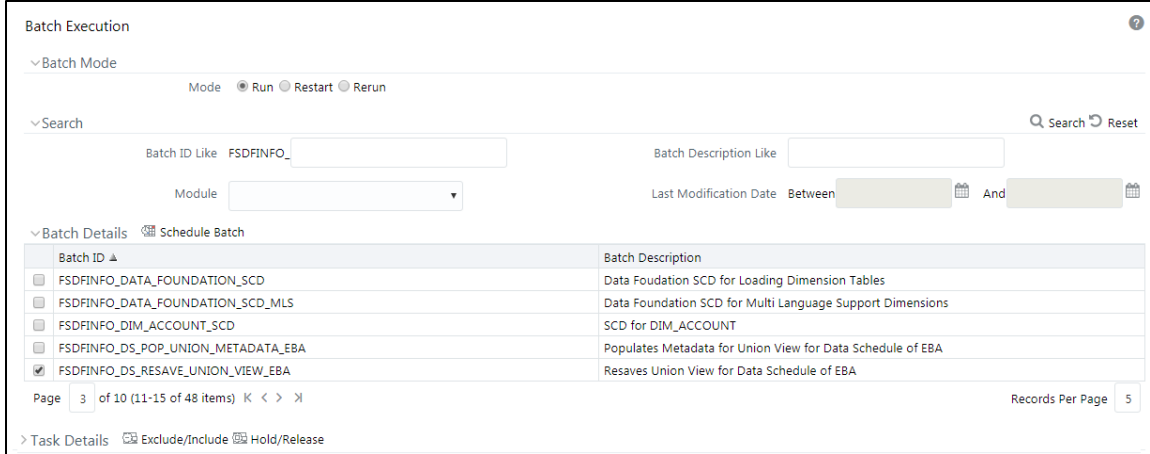 Batch Execution
Batch Mode
Mode Run Restart Rerun
Search Search Reset
Batch ID Like FSDFINFO_ Batch Description Like
Module Last Modification Date Between And
Batch Details Schedule Batch
Batch ID Batch Description
FSDFINFO_DATA_FOUNDATION_SCD Data Foudation SCD for Loading Dimension Tables
FSDFINFO_DATA_FOUNDATION_SCD_MLS Data Foundation SCD for Multi Language Support Dimensions
FSDFINFO_DIM_ACCOUNT_SCD SCD for DIM_ACCOUNT
FSDFINFO_DS_POP_UNION_METADATA_EBA Populates Metadata for Union View for Data Schedule of EBA
FSDFINFO_DS_RESAVE_UNION_VIEW_EBA Resaves Union View for Data Schedule of EBA
Page 3 of 10 (11-15 of 48 items) Records Per Page 5
Task Details Exclude/Include Hold/Release